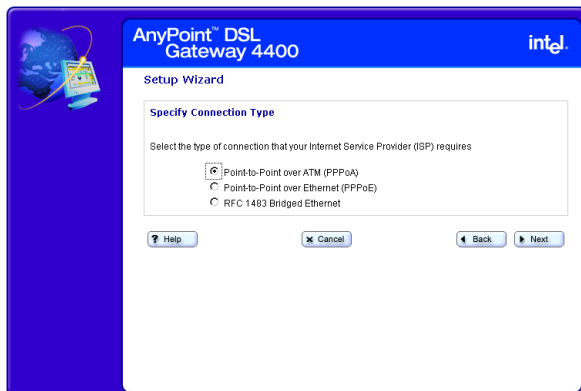 AnyPoint™ DSL
Gateway 4400
intel.
Setup Wizard
Specify Connection Type
Select the type of connection that your Internet Service Provider (ISP) requires
Point-to-Point over ATM (PPPoA)
Point-to-Point over Ethernet (PPPoE)
RFC 1483 Bridged Ethernet
? Help
Cancel
Back
Next